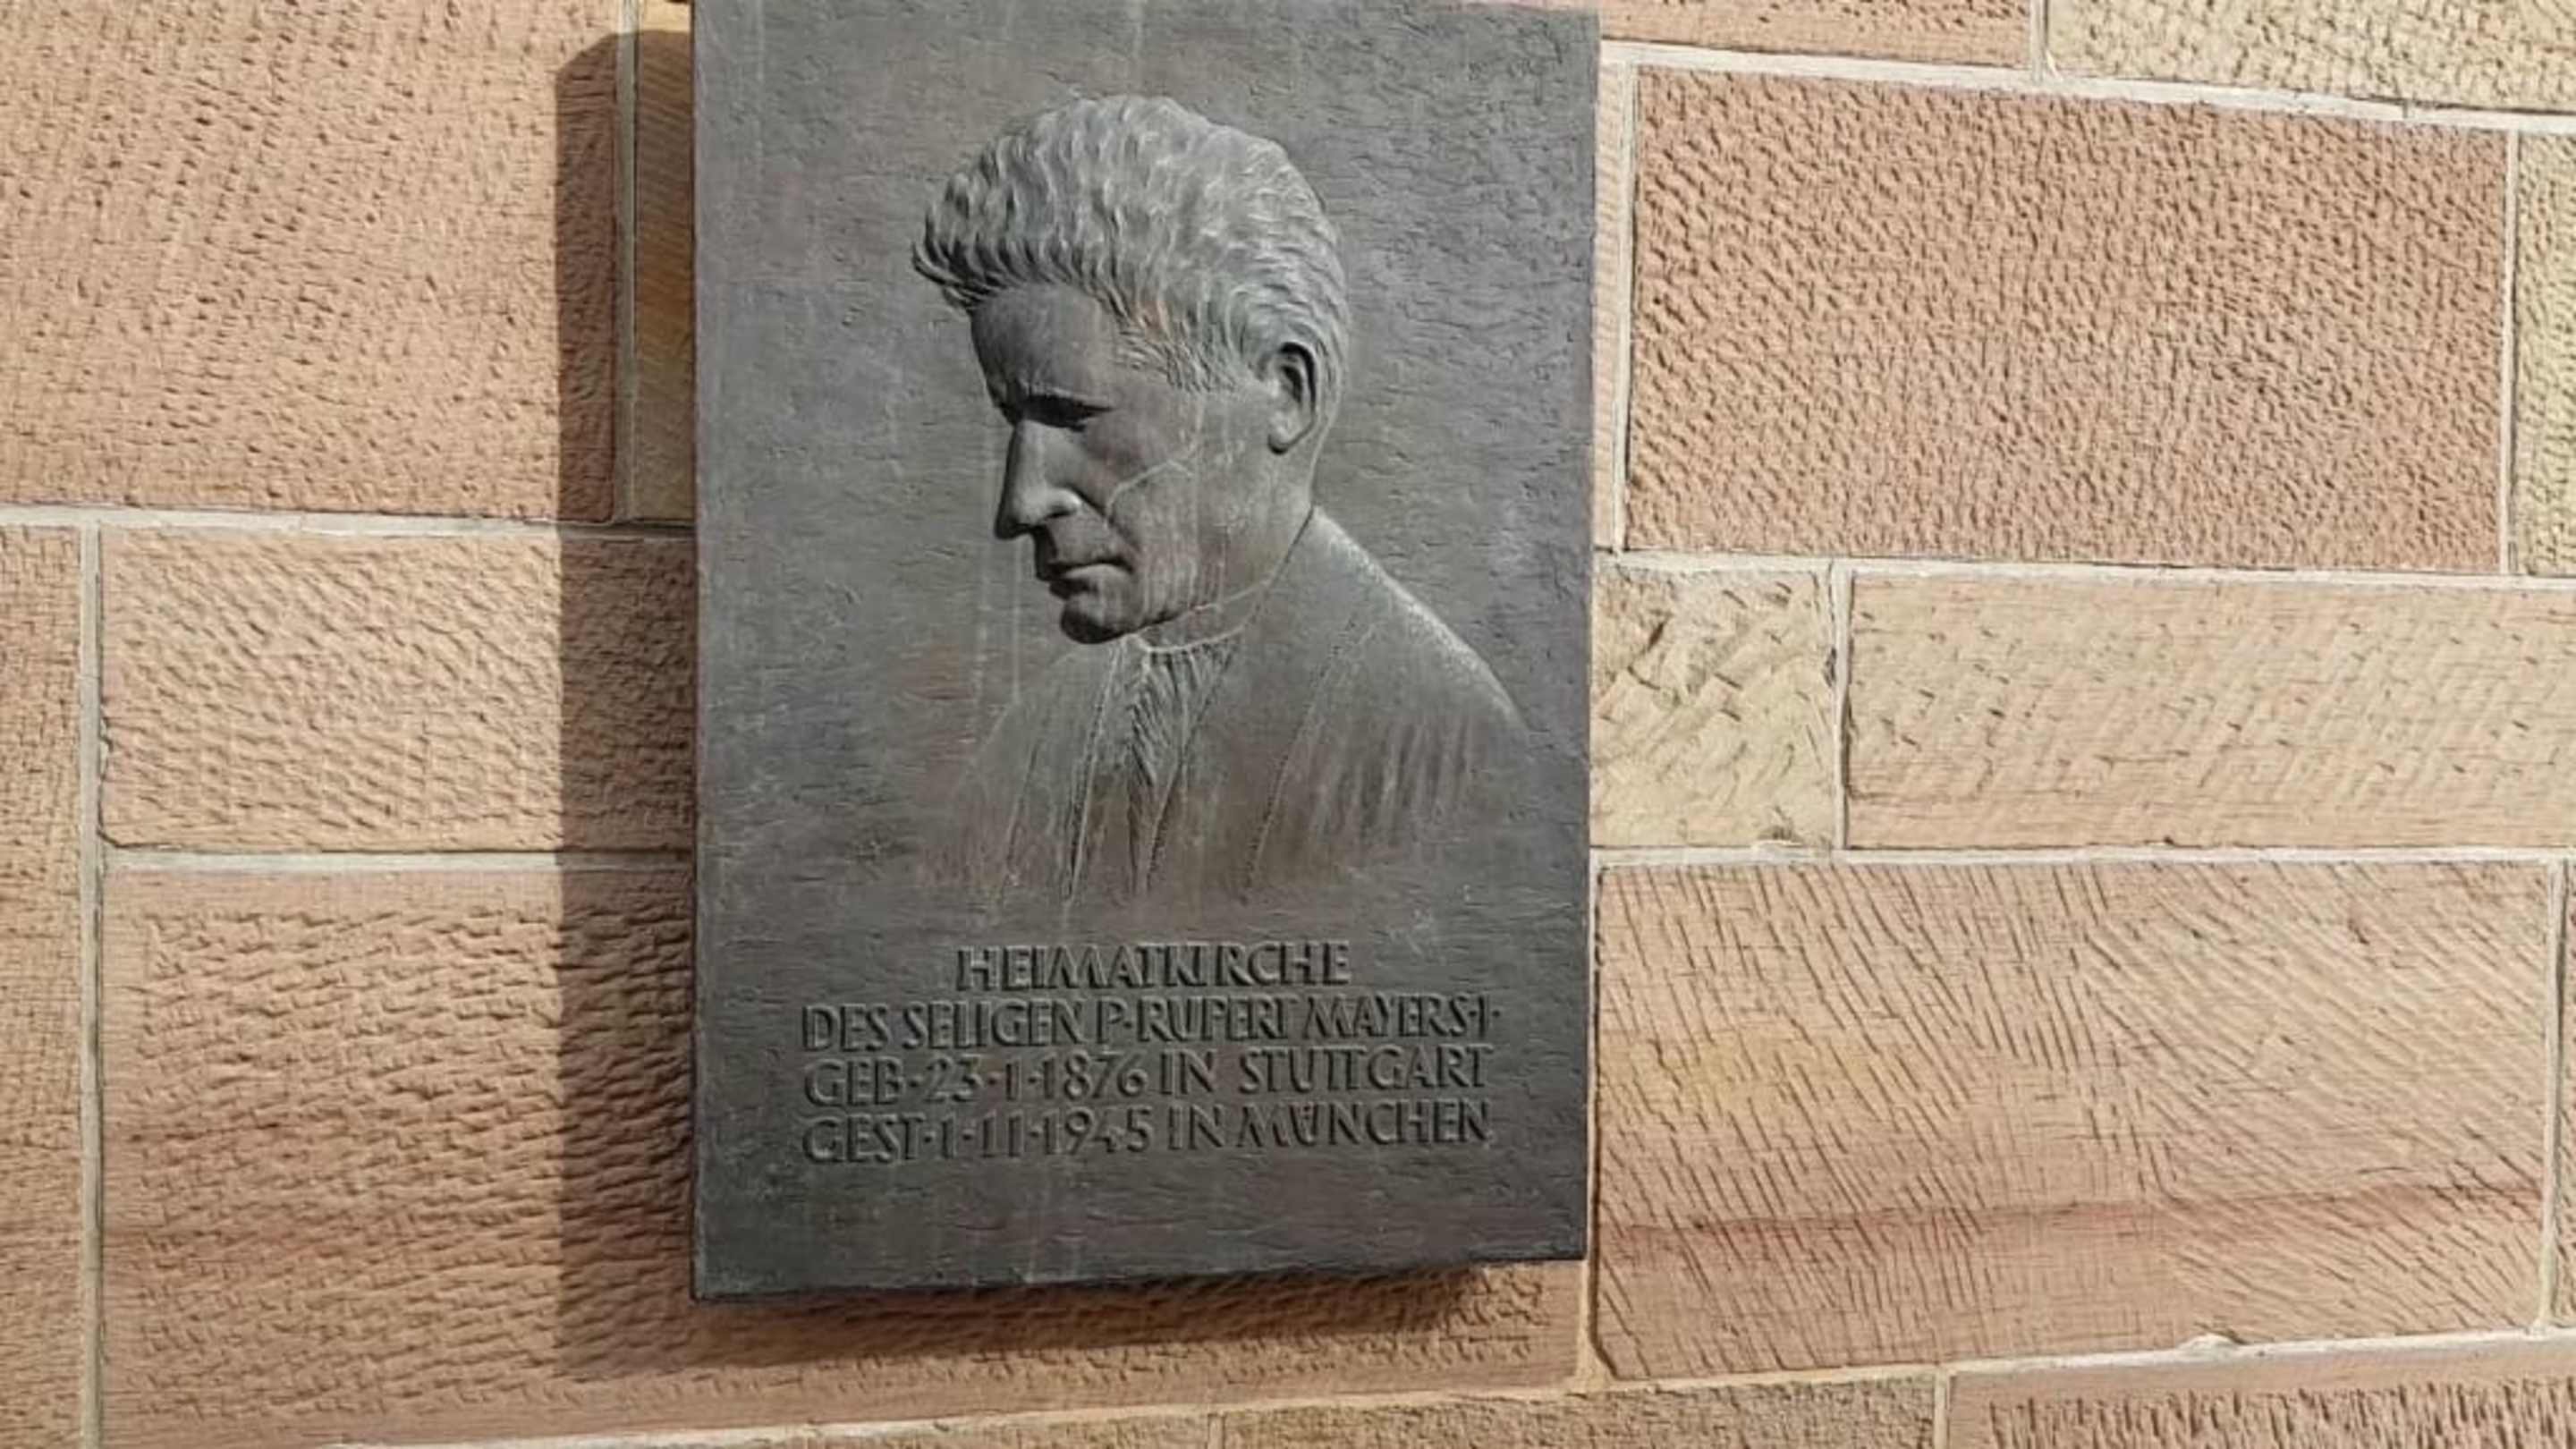 HEIMATKIRCHE
DES SELIGEN P·RUPERT MAYER S·J·
GEB·23·1·1876 IN STUTTGART
GEST·1·11·1945 IN MÜNCHEN